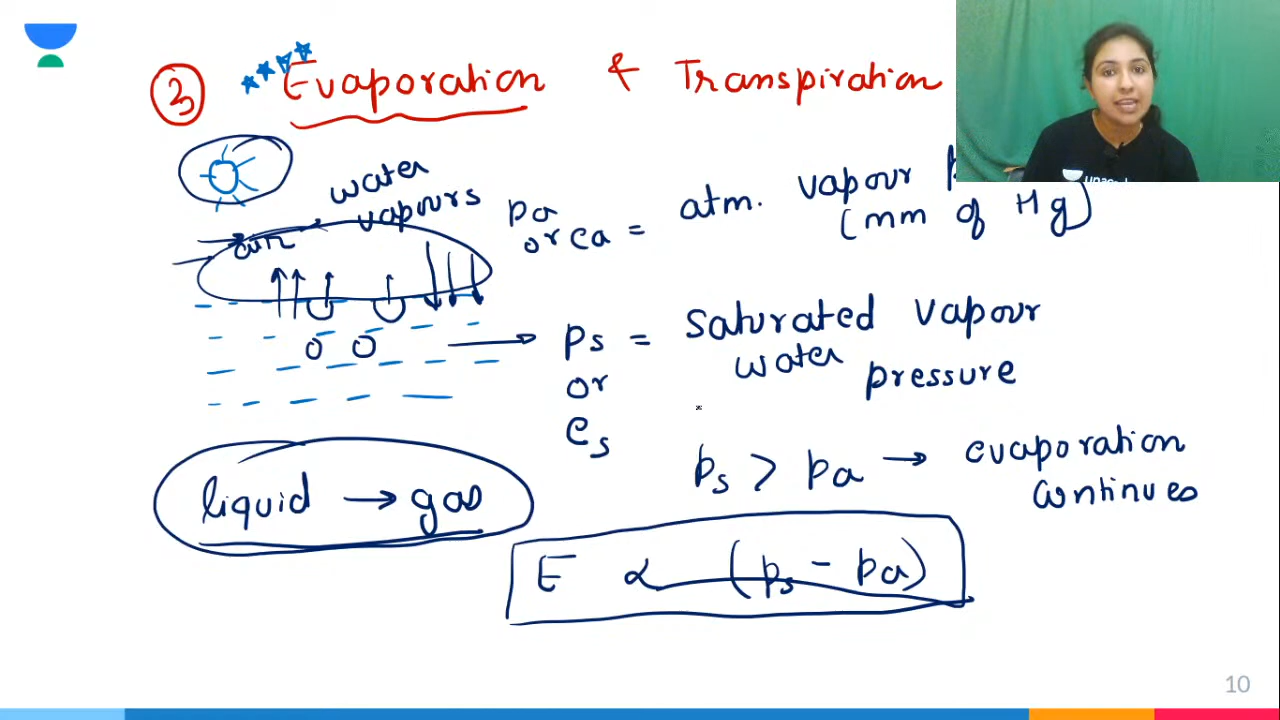 3 Evaporation & Transpiration
water
vapours
air
pa
or ea = atm. vapour
(mm of Hg)
ps = saturated vapour
water pressure
or
es
ps > pa → evaporation
continues
liquid → gas
E ∝ (ps - pa)
10